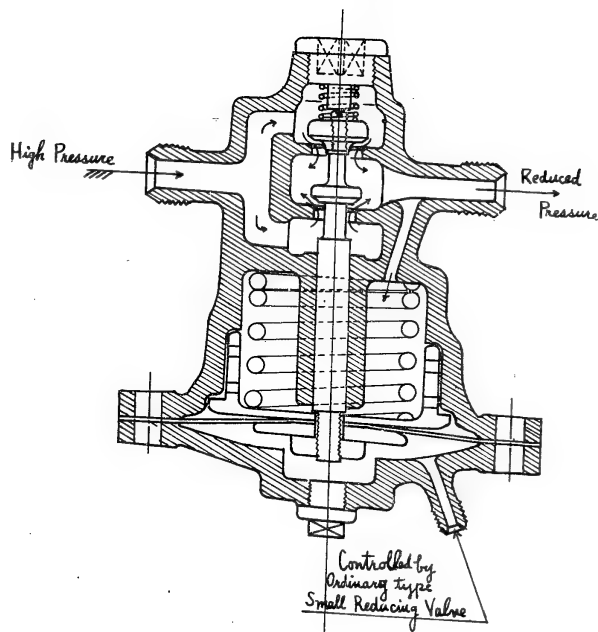 High Pressure
Reduced
Pressure
Controlled by
Ordinary type
Small Reducing Valve